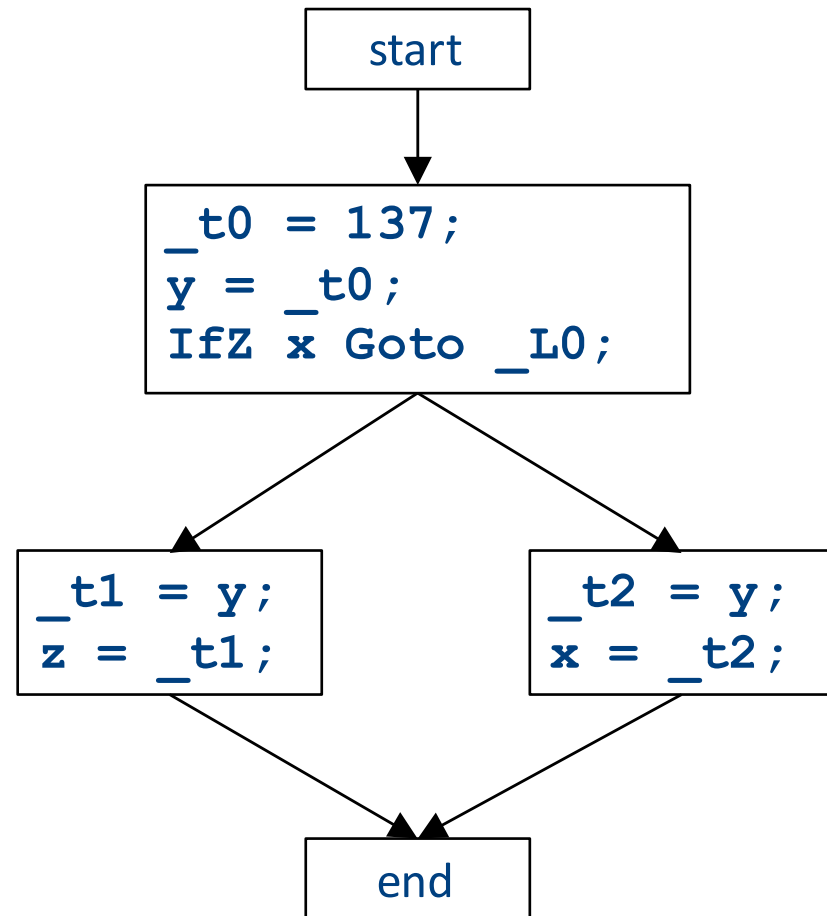 start
_t0 = 137;
y = _t0;
IfZ x Goto _L0;
_t1 = y;
z = _t1;
_t2 = y;
x = _t2;
end